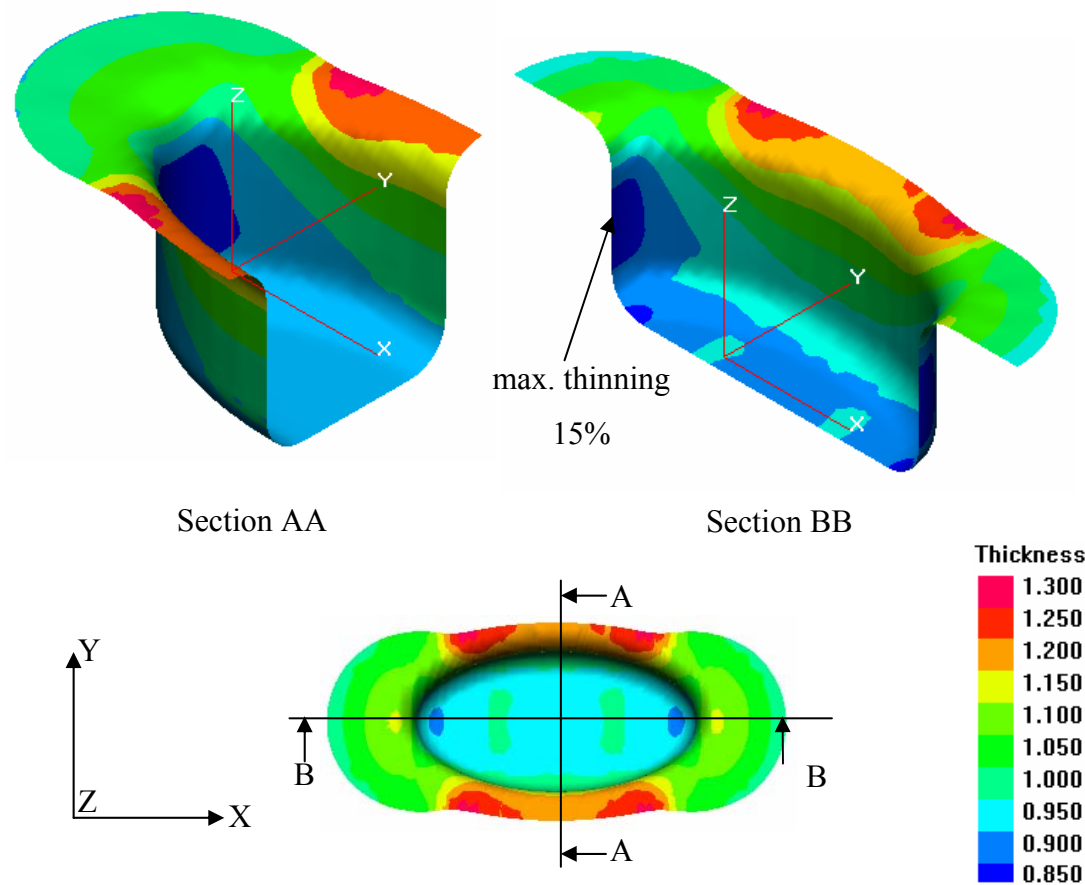 Z
Y
X
Z
Y
X
max. thinning
15%
Section AA
Section BB
Thickness
1.300
1.250
1.200
1.150
1.100
1.050
1.000
0.950
0.900
0.850
A
Y
B
B
Z
X
A